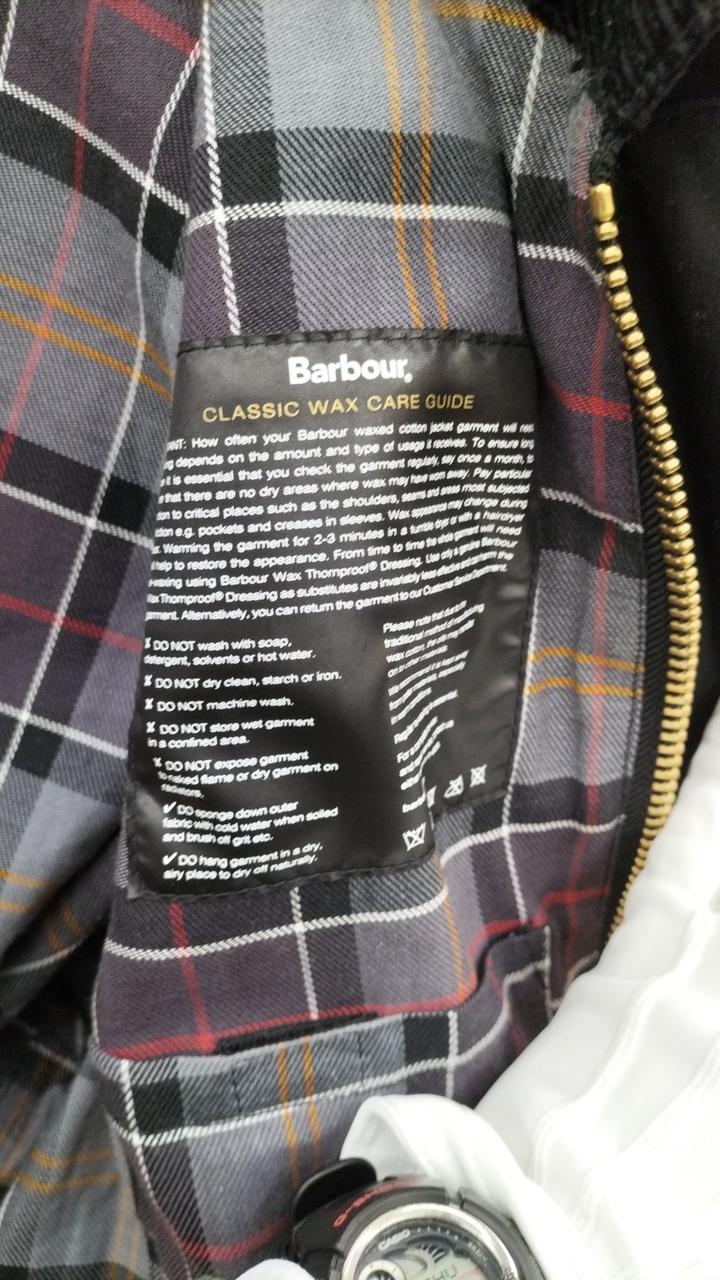 Barbour.
CLASSIC WAX CARE GUIDE
ANT: How often your Barbour waxed cotton jacket garment will need
depends on the amount and type of usage it receives. To ensure long
it is essential that you check the garment regularly, say once a month, to
that there are no dry areas where wax may have worn away. Pay particular
to critical places such as the shoulders, seams and areas most subjected
e.g. pockets and creases in sleeves. Wax appearance may change during
Warming the garment for 2-3 minutes in a tumble dryer or with a hairdryer
help to restore the appearance. From time to time the whole garment will need
waxing using Barbour Wax Thornproof® Dressing. Use only a genuine Barbour
Wax Thornproof® Dressing as substitutes are invariably less effective and confirm this
Alternatively, you can return the garment to our Customer Service Department.
✗ DO NOT wash with soap,
detergent, solvents or hot water.
✗ DO NOT dry clean, starch or iron.
✗ DO NOT machine wash.
✗ DO NOT store wet garment
in a confined area.
✗ DO NOT expose garment
to naked flame or dry garment on
radiators.
✓ DO sponge down outer
fabric with cold water when soiled
and brush off grit etc.
✓ DO hang garment in a dry,
airy place to dry off naturally.
Please note that due to the
traditional method of
wax cotton, the
G-SHOCK
CASIO